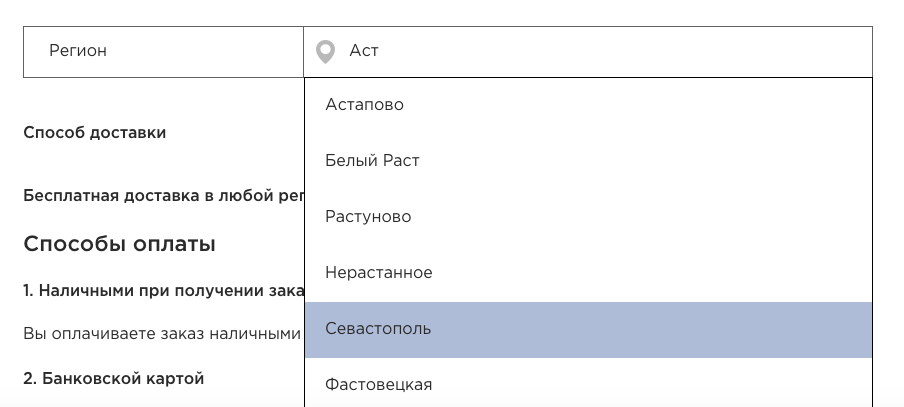 Регион
Аст
Астапово
Способ доставки
Белый Раст
Бесплатная доставка в любой рег
Растуново
Способы оплаты
Нерастанное
1. Наличными при получении зака
Севастополь
Вы оплачиваете заказ наличными
2. Банковской картой
Фастовецкая